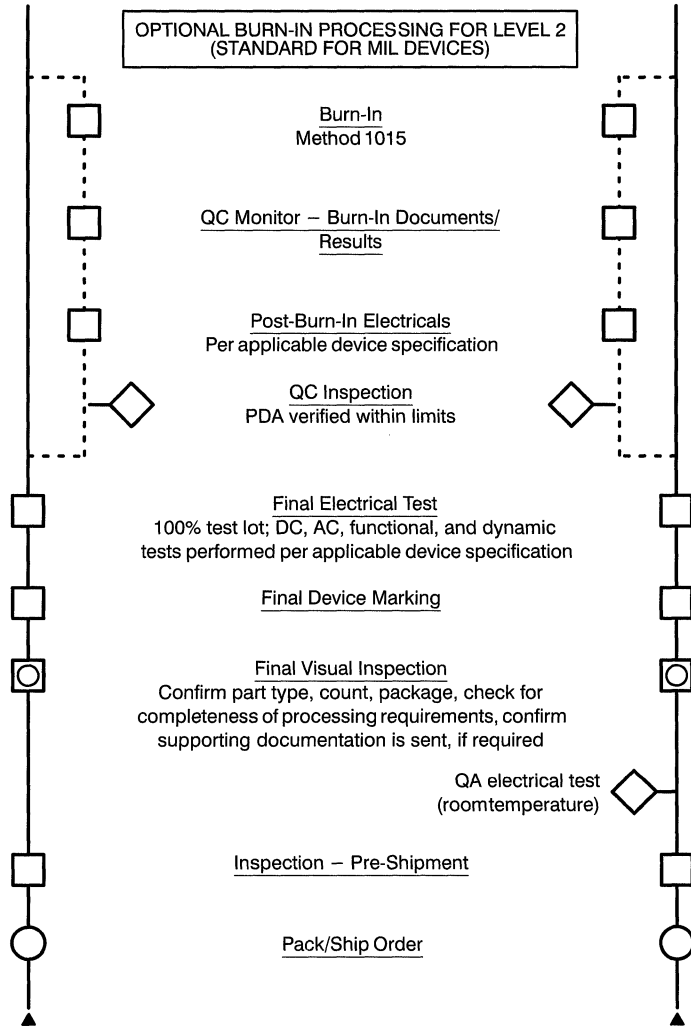 OPTIONAL BURN-IN PROCESSING FOR LEVEL 2
(STANDARD FOR MIL DEVICES)
Burn-In
Method 1015
QC Monitor – Burn-In Documents/
Results
Post-Burn-In Electricals
Per applicable device specification
QC Inspection
PDA verified within limits
Final Electrical Test
100% test lot; DC, AC, functional, and dynamic
tests performed per applicable device specification
Final Device Marking
Final Visual Inspection
Confirm part type, count, package, check for
completeness of processing requirements, confirm
supporting documentation is sent, if required
QA electrical test
(roomtemperature)
Inspection – Pre-Shipment
Pack/Ship Order